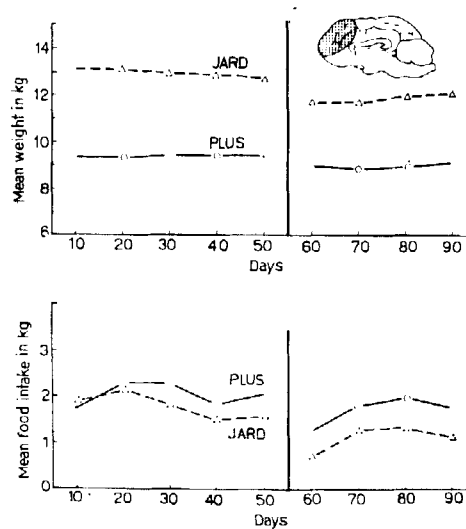 Mean weight in kg
14
12
10
8
6
JARD
PLUS
10 20 30 40 50 60 70 80 90
Days Days
Mean food intake in kg
3
2
1
0
PLUS
JARD
10 20 30 40 50 60 70 80 90
Days Days